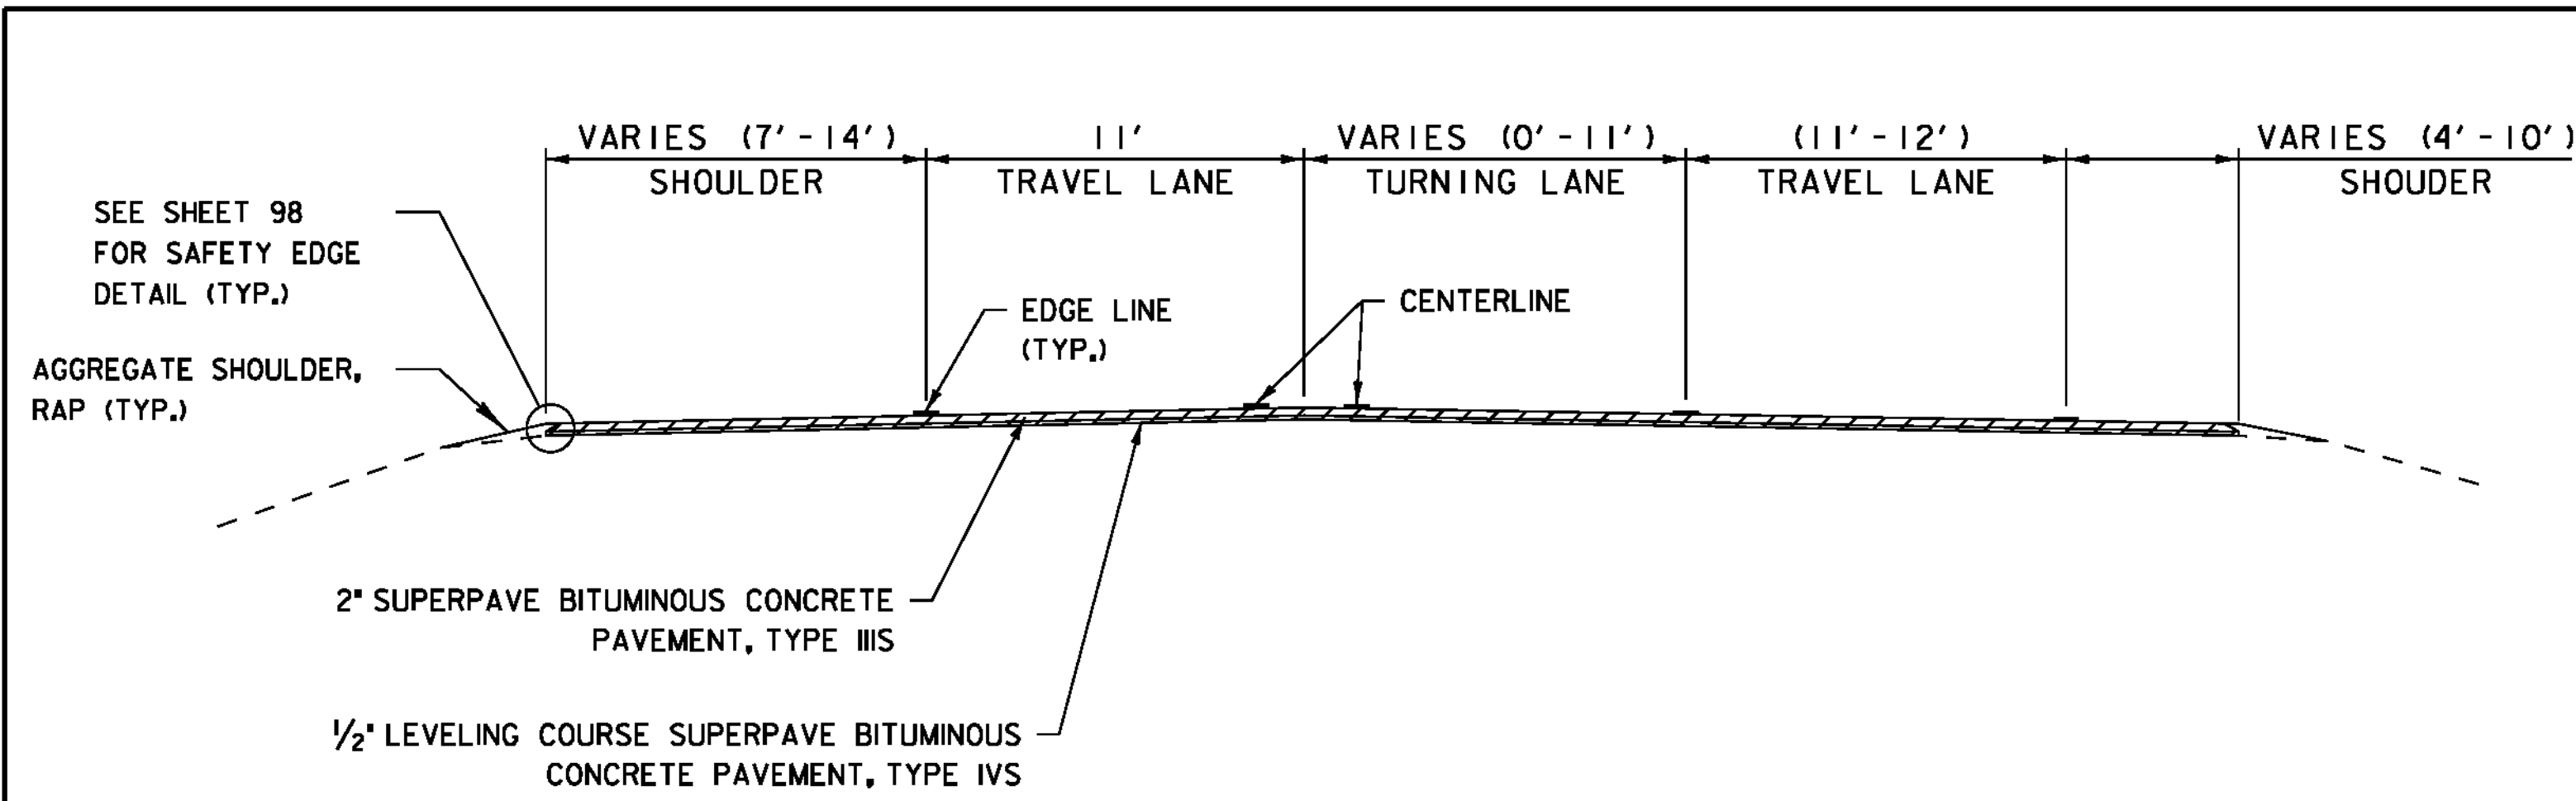 VARIES (7'-14')
SHOULDER
11'
TRAVEL LANE
VARIES (0'-11')
TURNING LANE
(11'-12')
TRAVEL LANE
VARIES (4'-10')
SHOUDER
SEE SHEET 98
FOR SAFETY EDGE
DETAIL (TYP.)
AGGREGATE SHOULDER,
RAP (TYP.)
EDGE LINE
(TYP.)
CENTERLINE
2" SUPERPAVE BITUMINOUS CONCRETE
PAVEMENT, TYPE IIIS
1/2" LEVELING COURSE SUPERPAVE BITUMINOUS
CONCRETE PAVEMENT, TYPE IVS